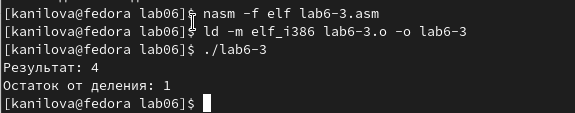 [kanilova@fedora lab06]$ nasm -f elf lab6-3.asm
[kanilova@fedora lab06]$ ld -m elf_i386 lab6-3.o -o lab6-3
[kanilova@fedora lab06]$ ./lab6-3
Результат: 4
Остаток от деления: 1
[kanilova@fedora lab06]$